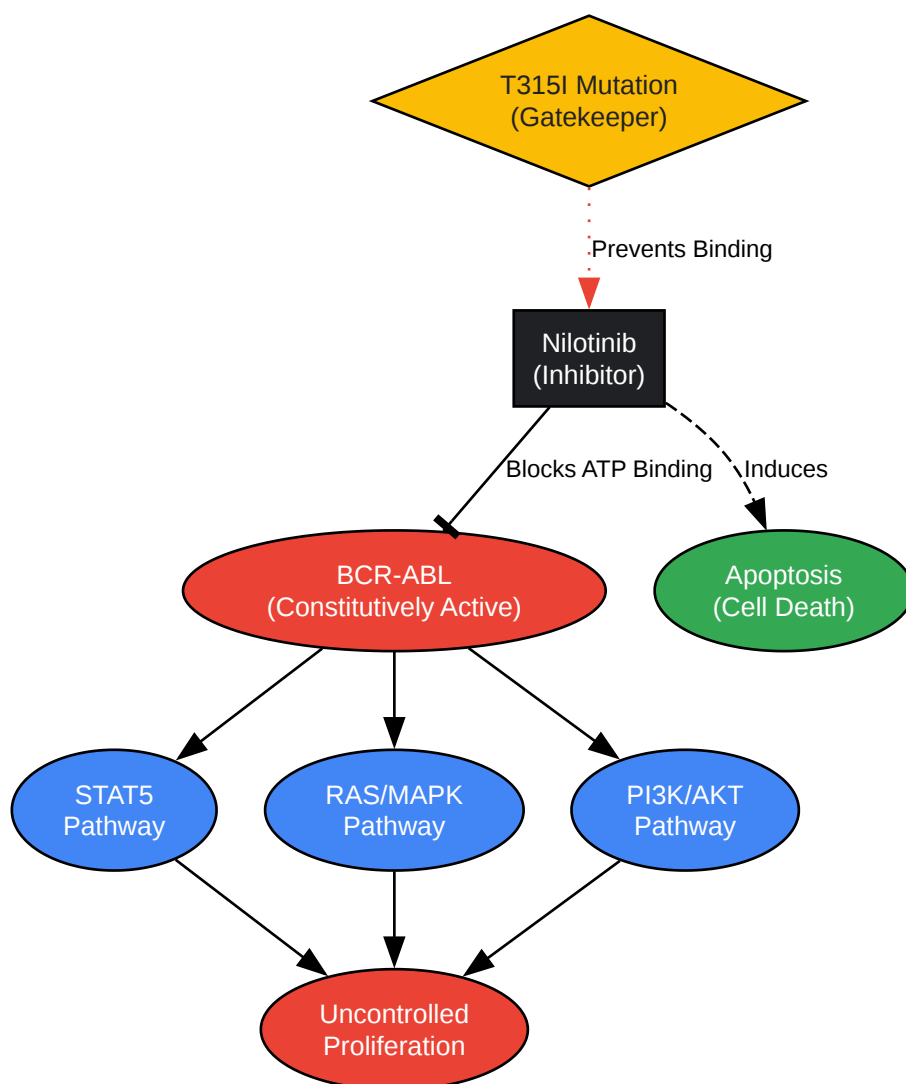 T315I Mutation
(Gatekeeper)
Prevents Binding
Nilotinib
(Inhibitor)
Blocks ATP Binding
Induces
BCR-ABL
(Constitutively Active)
Apoptosis
(Cell Death)
STAT5
Pathway
RAS/MAPK
Pathway
PI3K/AKT
Pathway
Uncontrolled
Proliferation